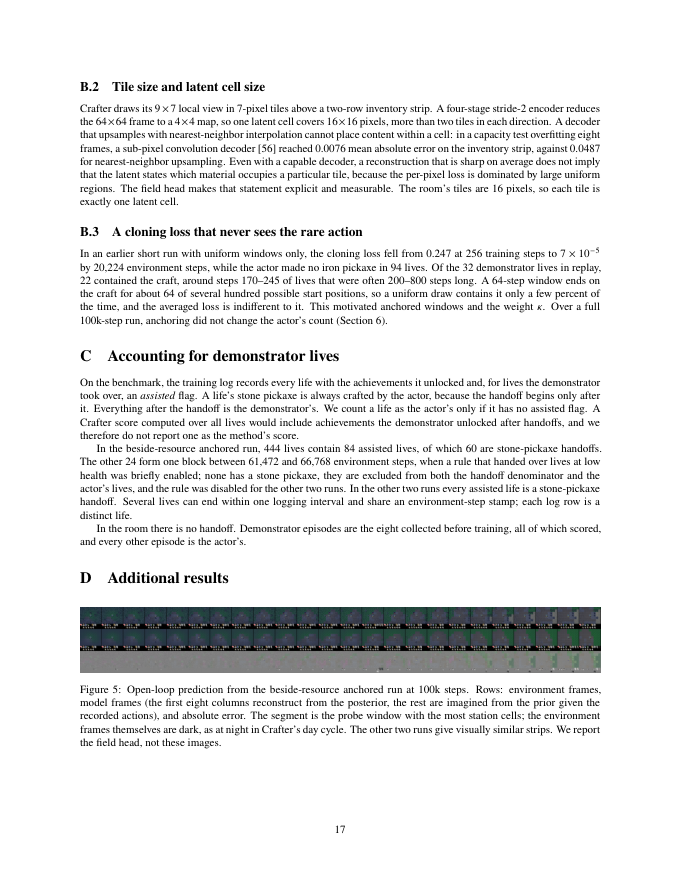 B.2 Tile size and latent cell size
Crafter draws its 9×7 local view in 7-pixel tiles above a two-row inventory strip. A four-stage stride-2 encoder reduces
the 64×64 frame to a 4×4 map, so one latent cell covers 16×16 pixels, more than two tiles in each direction. A decoder
that upsamples with nearest-neighbor interpolation cannot place content within a cell: in a capacity test overfitting eight
frames, a sub-pixel convolution decoder [56] reached 0.0076 mean absolute error on the inventory strip, against 0.0487
for nearest-neighbor upsampling. Even with a capable decoder, a reconstruction that is sharp on average does not imply
that the latent states which material occupies a particular tile, because the per-pixel loss is dominated by large uniform
regions. The field head makes that statement explicit and measurable. The room's tiles are 16 pixels, so each tile is
exactly one latent cell.
B.3 A cloning loss that never sees the rare action
In an earlier short run with uniform windows only, the cloning loss fell from 0.247 at 256 training steps to 7 × 10⁻⁵
by 20,224 environment steps, while the actor made no iron pickaxe in 94 lives. Of the 32 demonstrator lives in replay,
22 contained the craft, around steps 170–245 of lives that were often 200–800 steps long. A 64-step window ends on
the craft for about 64 of several hundred possible start positions, so a uniform draw contains it only a few percent of
the time, and the averaged loss is indifferent to it. This motivated anchored windows and the weight κ. Over a full
100k-step run, anchoring did not change the actor's count (Section 6).
C Accounting for demonstrator lives
On the benchmark, the training log records every life with the achievements it unlocked and, for lives the demonstrator
took over, an assisted flag. A life's stone pickaxe is always crafted by the actor, because the handoff begins only after
it. Everything after the handoff is the demonstrator's. We count a life as the actor's only if it has no assisted flag. A
Crafter score computed over all lives would include achievements the demonstrator unlocked after handoffs, and we
therefore do not report one as the method's score.
In the beside-resource anchored run, 444 lives contain 84 assisted lives, of which 60 are stone-pickaxe handoffs.
The other 24 form one block between 61,472 and 66,768 environment steps, when a rule that handed over lives at low
health was briefly enabled; none has a stone pickaxe, they are excluded from both the handoff denominator and the
actor's lives, and the rule was disabled for the other two runs. In the other two runs every assisted life is a stone-pickaxe
handoff. Several lives can end within one logging interval and share an environment-step stamp; each log row is a
distinct life.
In the room there is no handoff. Demonstrator episodes are the eight collected before training, all of which scored,
and every other episode is the actor's.
D Additional results
Figure 5: Open-loop prediction from the beside-resource anchored run at 100k steps. Rows: environment frames,
model frames (the first eight columns reconstruct from the posterior, the rest are imagined from the prior given the
recorded actions), and absolute error. The segment is the probe window with the most station cells; the environment
frames themselves are dark, as at night in Crafter's day cycle. The other two runs give visually similar strips. We report
the field head, not these images.
17